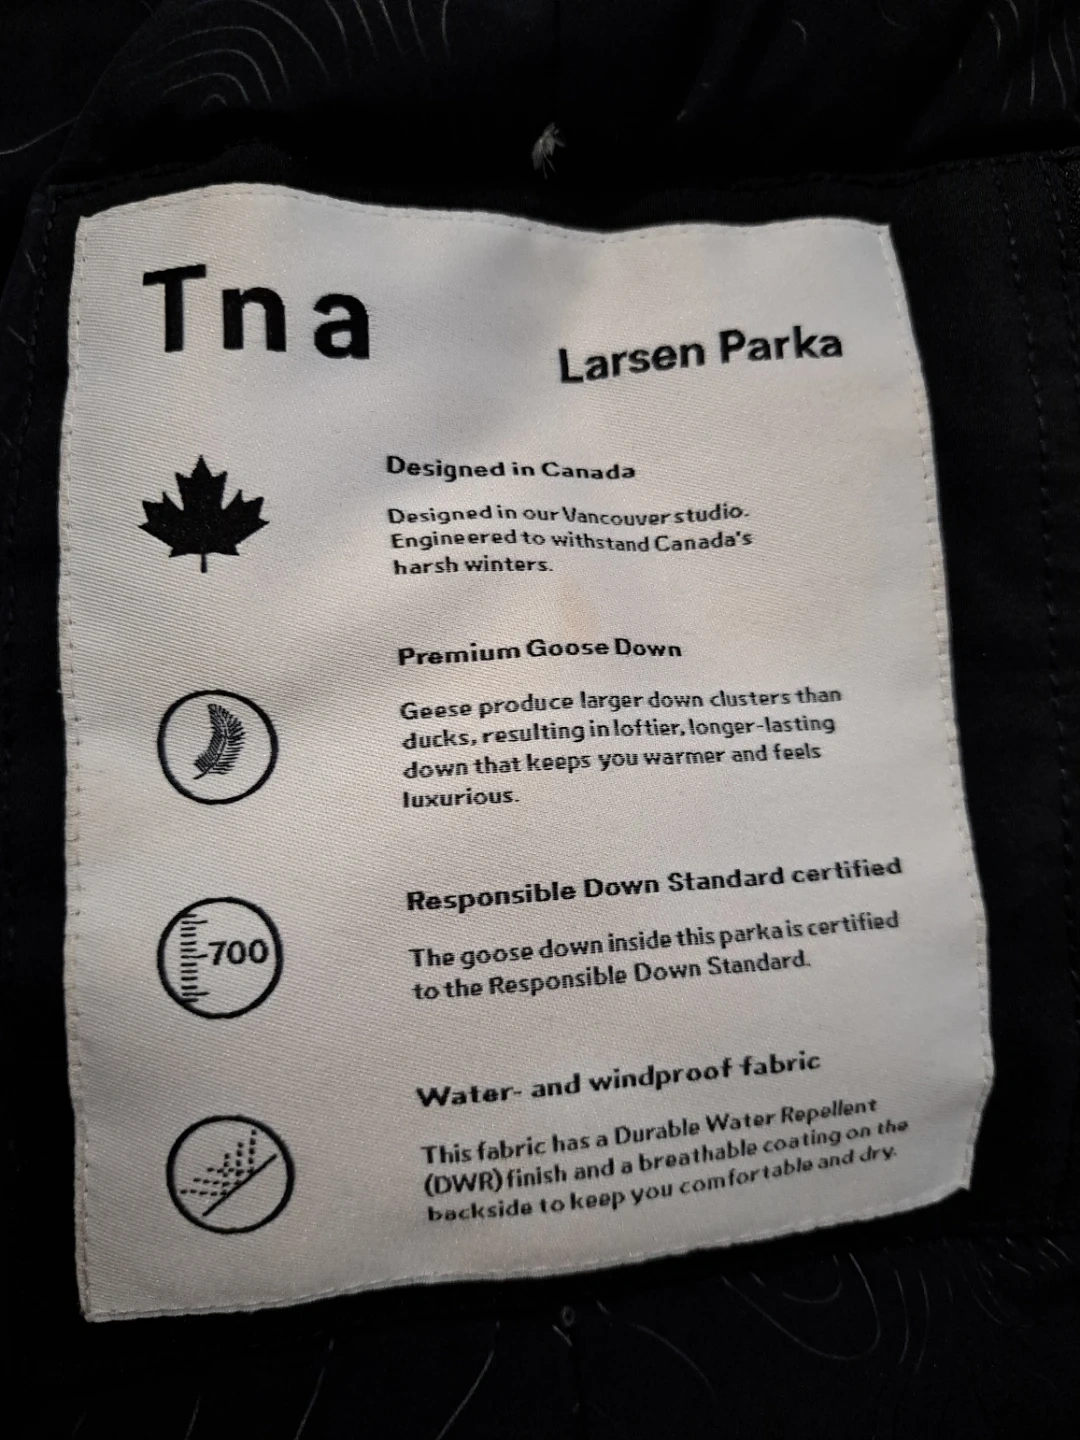 Tna
Larsen Parka
Designed in Canada
Designed in our Vancouver studio.
Engineered to withstand Canada's
harsh winters.
Premium Goose Down
Geese produce larger down clusters than
ducks, resulting in loftier, longer-lasting
down that keeps you warmer and feels
luxurious.
Responsible Down Standard certified
700
The goose down inside this parka is certified
to the Responsible Down Standard.
Water- and windproof fabric
This fabric has a Durable Water Repellent
(DWR) finish and a breathable coating on the
backside to keep you comfortable and dry.